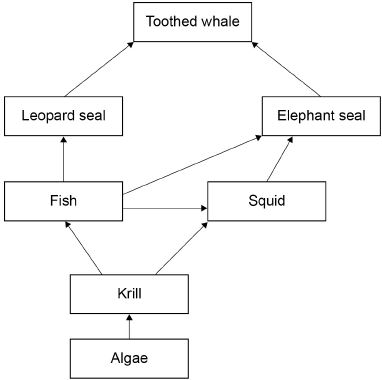 Toothed whale
Leopard seal
Elephant seal
Fish
Squid
Krill
Algae